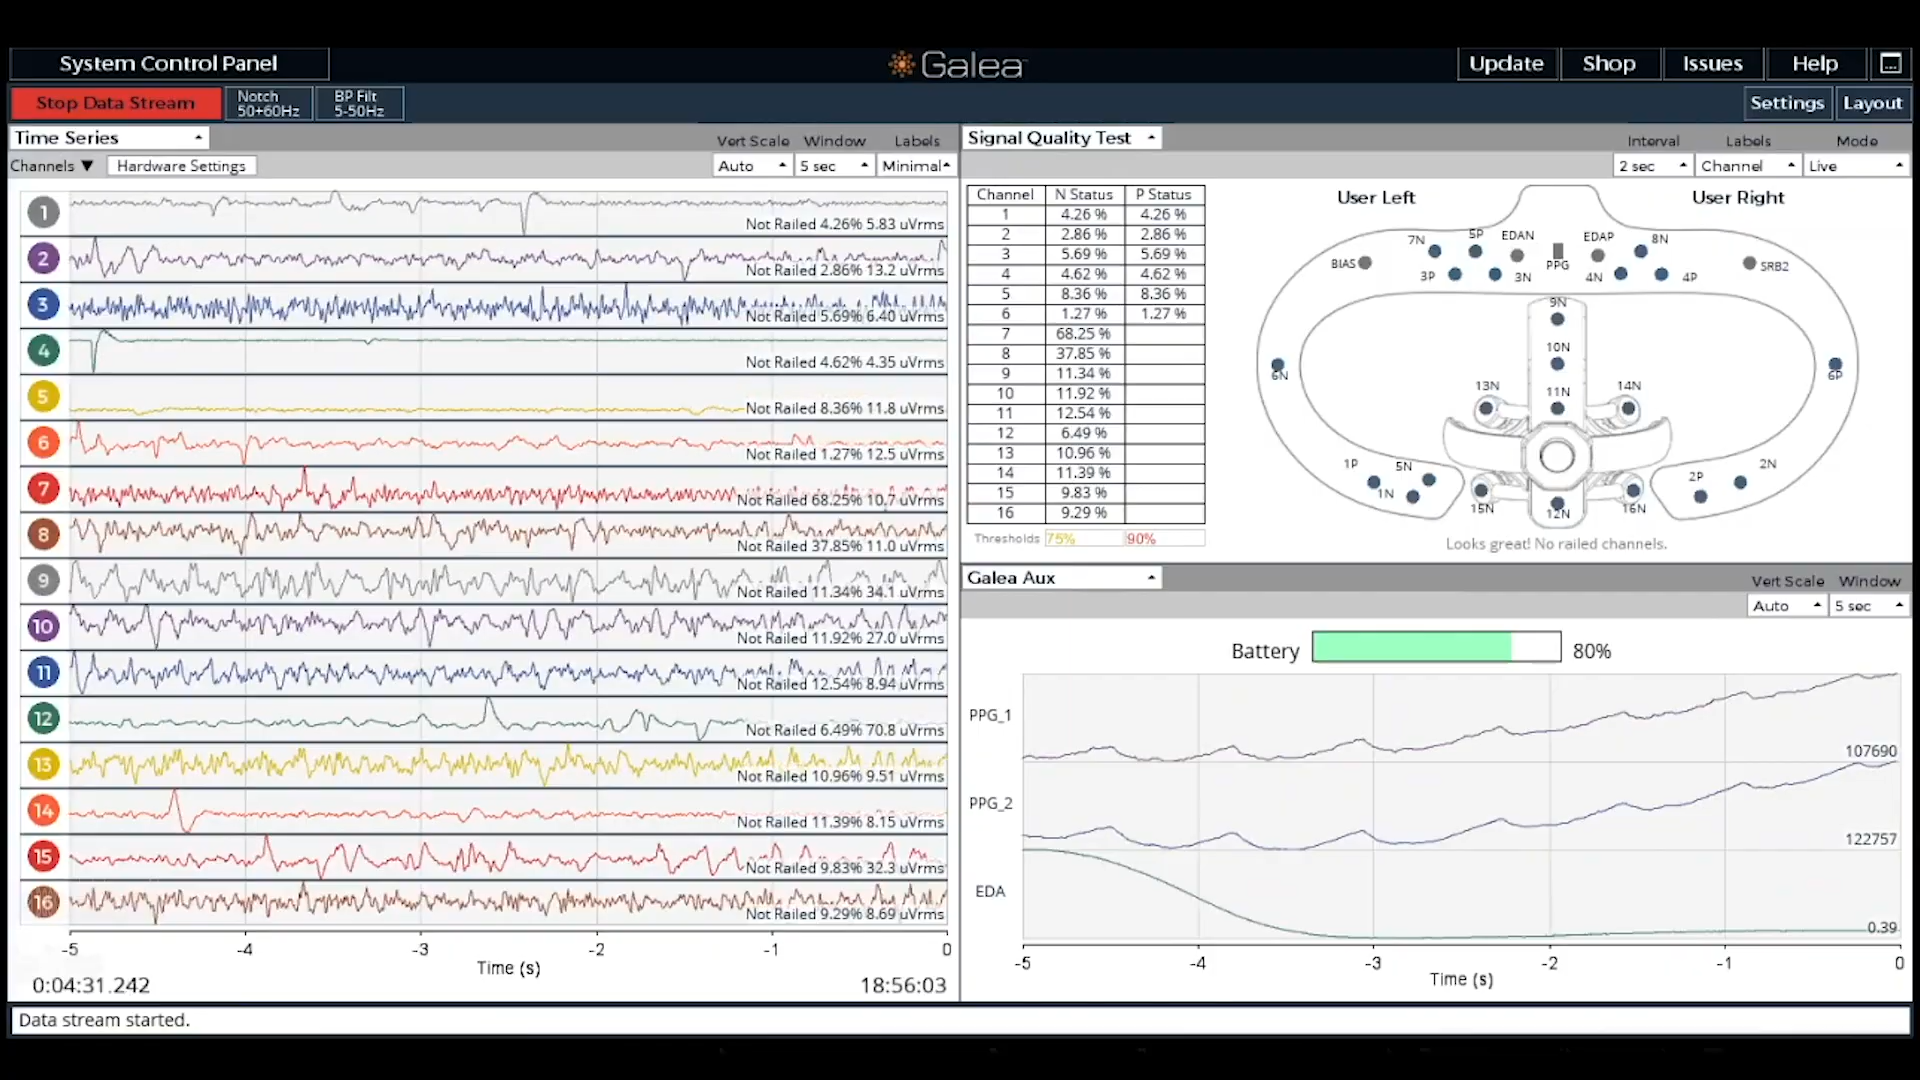 System Control Panel
Galea
Update
Shop
Issues
Help
Stop Data Stream
Notch
50+60Hz
BP Filt
5-50Hz
Settings
Layout
Time Series
Vert Scale
Window
Labels
Channels ▼
Hardware Settings
Auto
5 sec
Minimal
1
Not Railed 4.26% 5.83 uVrms
2
Not Railed 2.86% 13.2 uVrms
3
Not Railed 5.69% 6.40 uVrms
4
Not Railed 4.62% 4.35 uVrms
5
Not Railed 8.36% 11.8 uVrms
6
Not Railed 1.27% 12.5 uVrms
7
Not Railed 68.25% 10.7 uVrms
8
Not Railed 37.85% 11.0 uVrms
9
Not Railed 11.34% 34.1 uVrms
10
Not Railed 11.92% 27.0 uVrms
11
Not Railed 12.54% 8.94 uVrms
12
Not Railed 6.49% 70.8 uVrms
13
Not Railed 10.96% 9.51 uVrms
14
Not Railed 11.39% 8.15 uVrms
15
Not Railed 9.83% 32.3 uVrms
16
Not Railed 9.29% 8.69 uVrms
-5 -4 -3 -2 -1 0
Time (s)
0:04:31.242
18:56:03
Signal Quality Test
Interval
Labels
Mode
2 sec
Channel
Live
Channel N Status P Status
1 4.26 % 4.26 %
2 2.86 % 2.86 %
3 5.69 % 5.69 %
4 4.62 % 4.62 %
5 8.36 % 8.36 %
6 1.27 % 1.27 %
7 68.25 %
8 37.85 %
9 11.34 %
10 11.92 %
11 12.54 %
12 6.49 %
13 10.96 %
14 11.39 %
15 9.83 %
16 9.29 %
Thresholds 75% 90%
User Left
User Right
7N 5P EDAN EDAP 8N
BIAS PPG SRB2
3P 3N 4N 4P
9N
10N
6N 6P
13N 11N 14N
1P 5N 2P 2N
1N
15N 12N 16N
Looks great! No railed channels.
Galea Aux
Vert Scale
Window
Auto
5 sec
Battery
80%
PPG_1
107690
PPG_2
122757
EDA
0.39
-5 -4 -3 -2 -1 0
Time (s)
Data stream started.